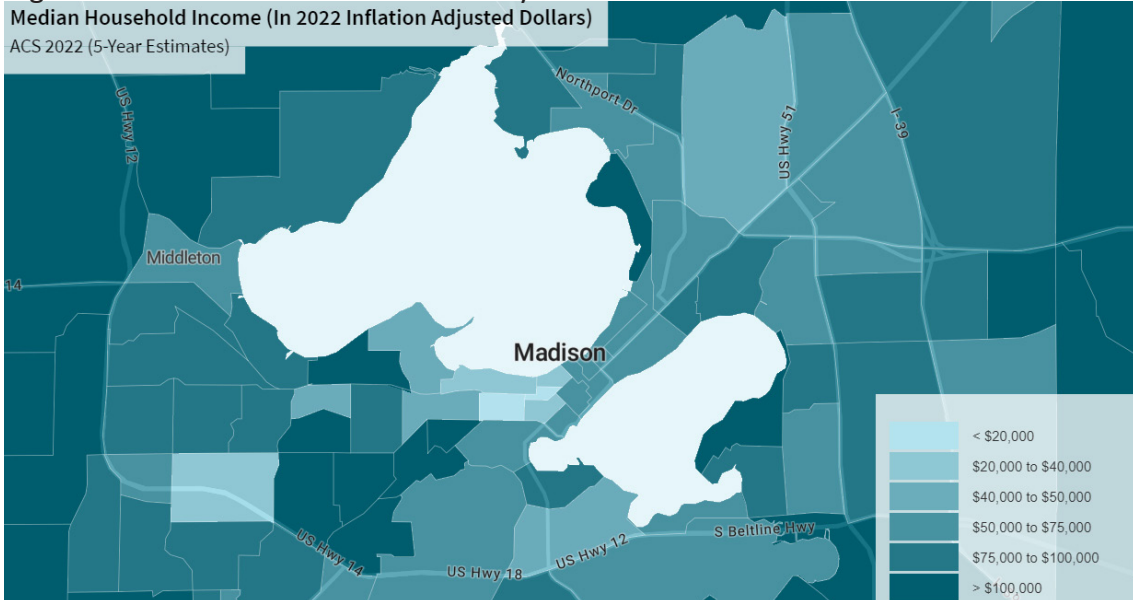 Median Household Income (In 2022 Inflation Adjusted Dollars)
ACS 2022 (5-Year Estimates)
US Hwy 12
Northport Dr
US Hwy 51
I- 39
Middleton
14
Madison
US Hwy 14
US Hwy 18
US Hwy 12
S Beltline Hwy
< $20,000
$20,000 to $40,000
$40,000 to $50,000
$50,000 to $75,000
$75,000 to $100,000
> $100,000